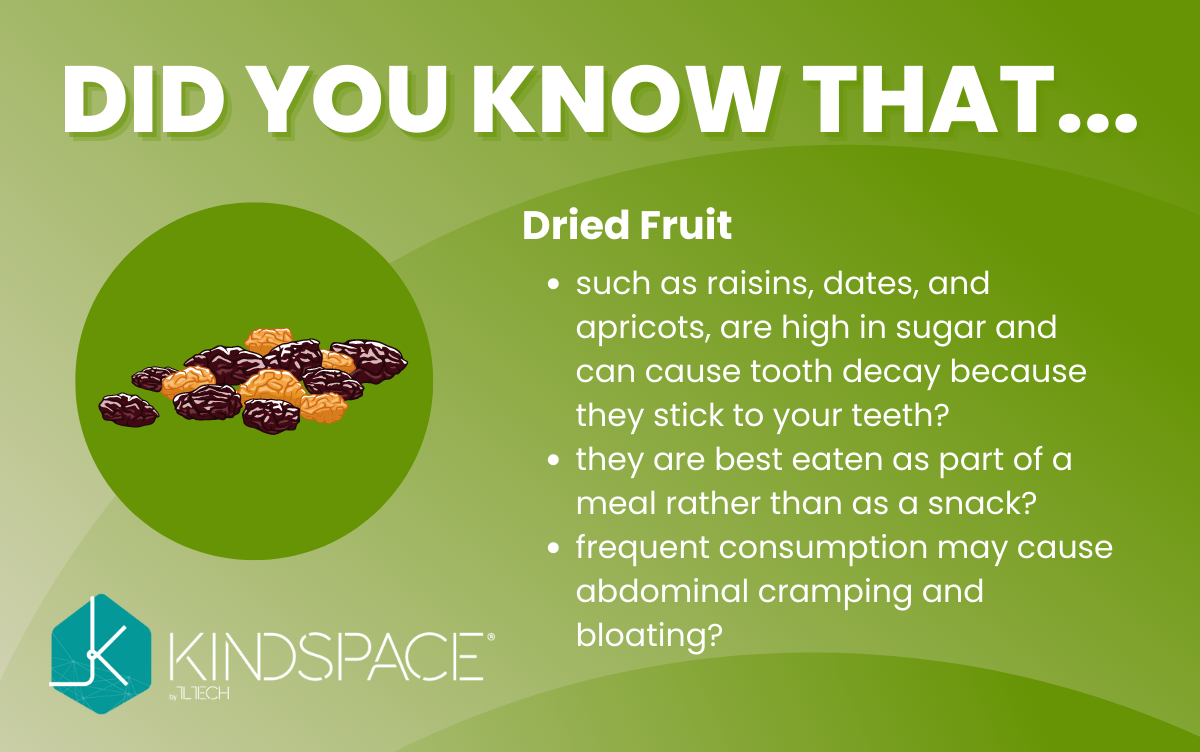 DID YOU KNOW THAT...
Dried Fruit
• such as raisins, dates, and
apricots, are high in sugar and
can cause tooth decay because
they stick to your teeth?
• they are best eaten as part of a
meal rather than as a snack?
• frequent consumption may cause
abdominal cramping and
bloating?
KINDSPACE®
by TLTECH